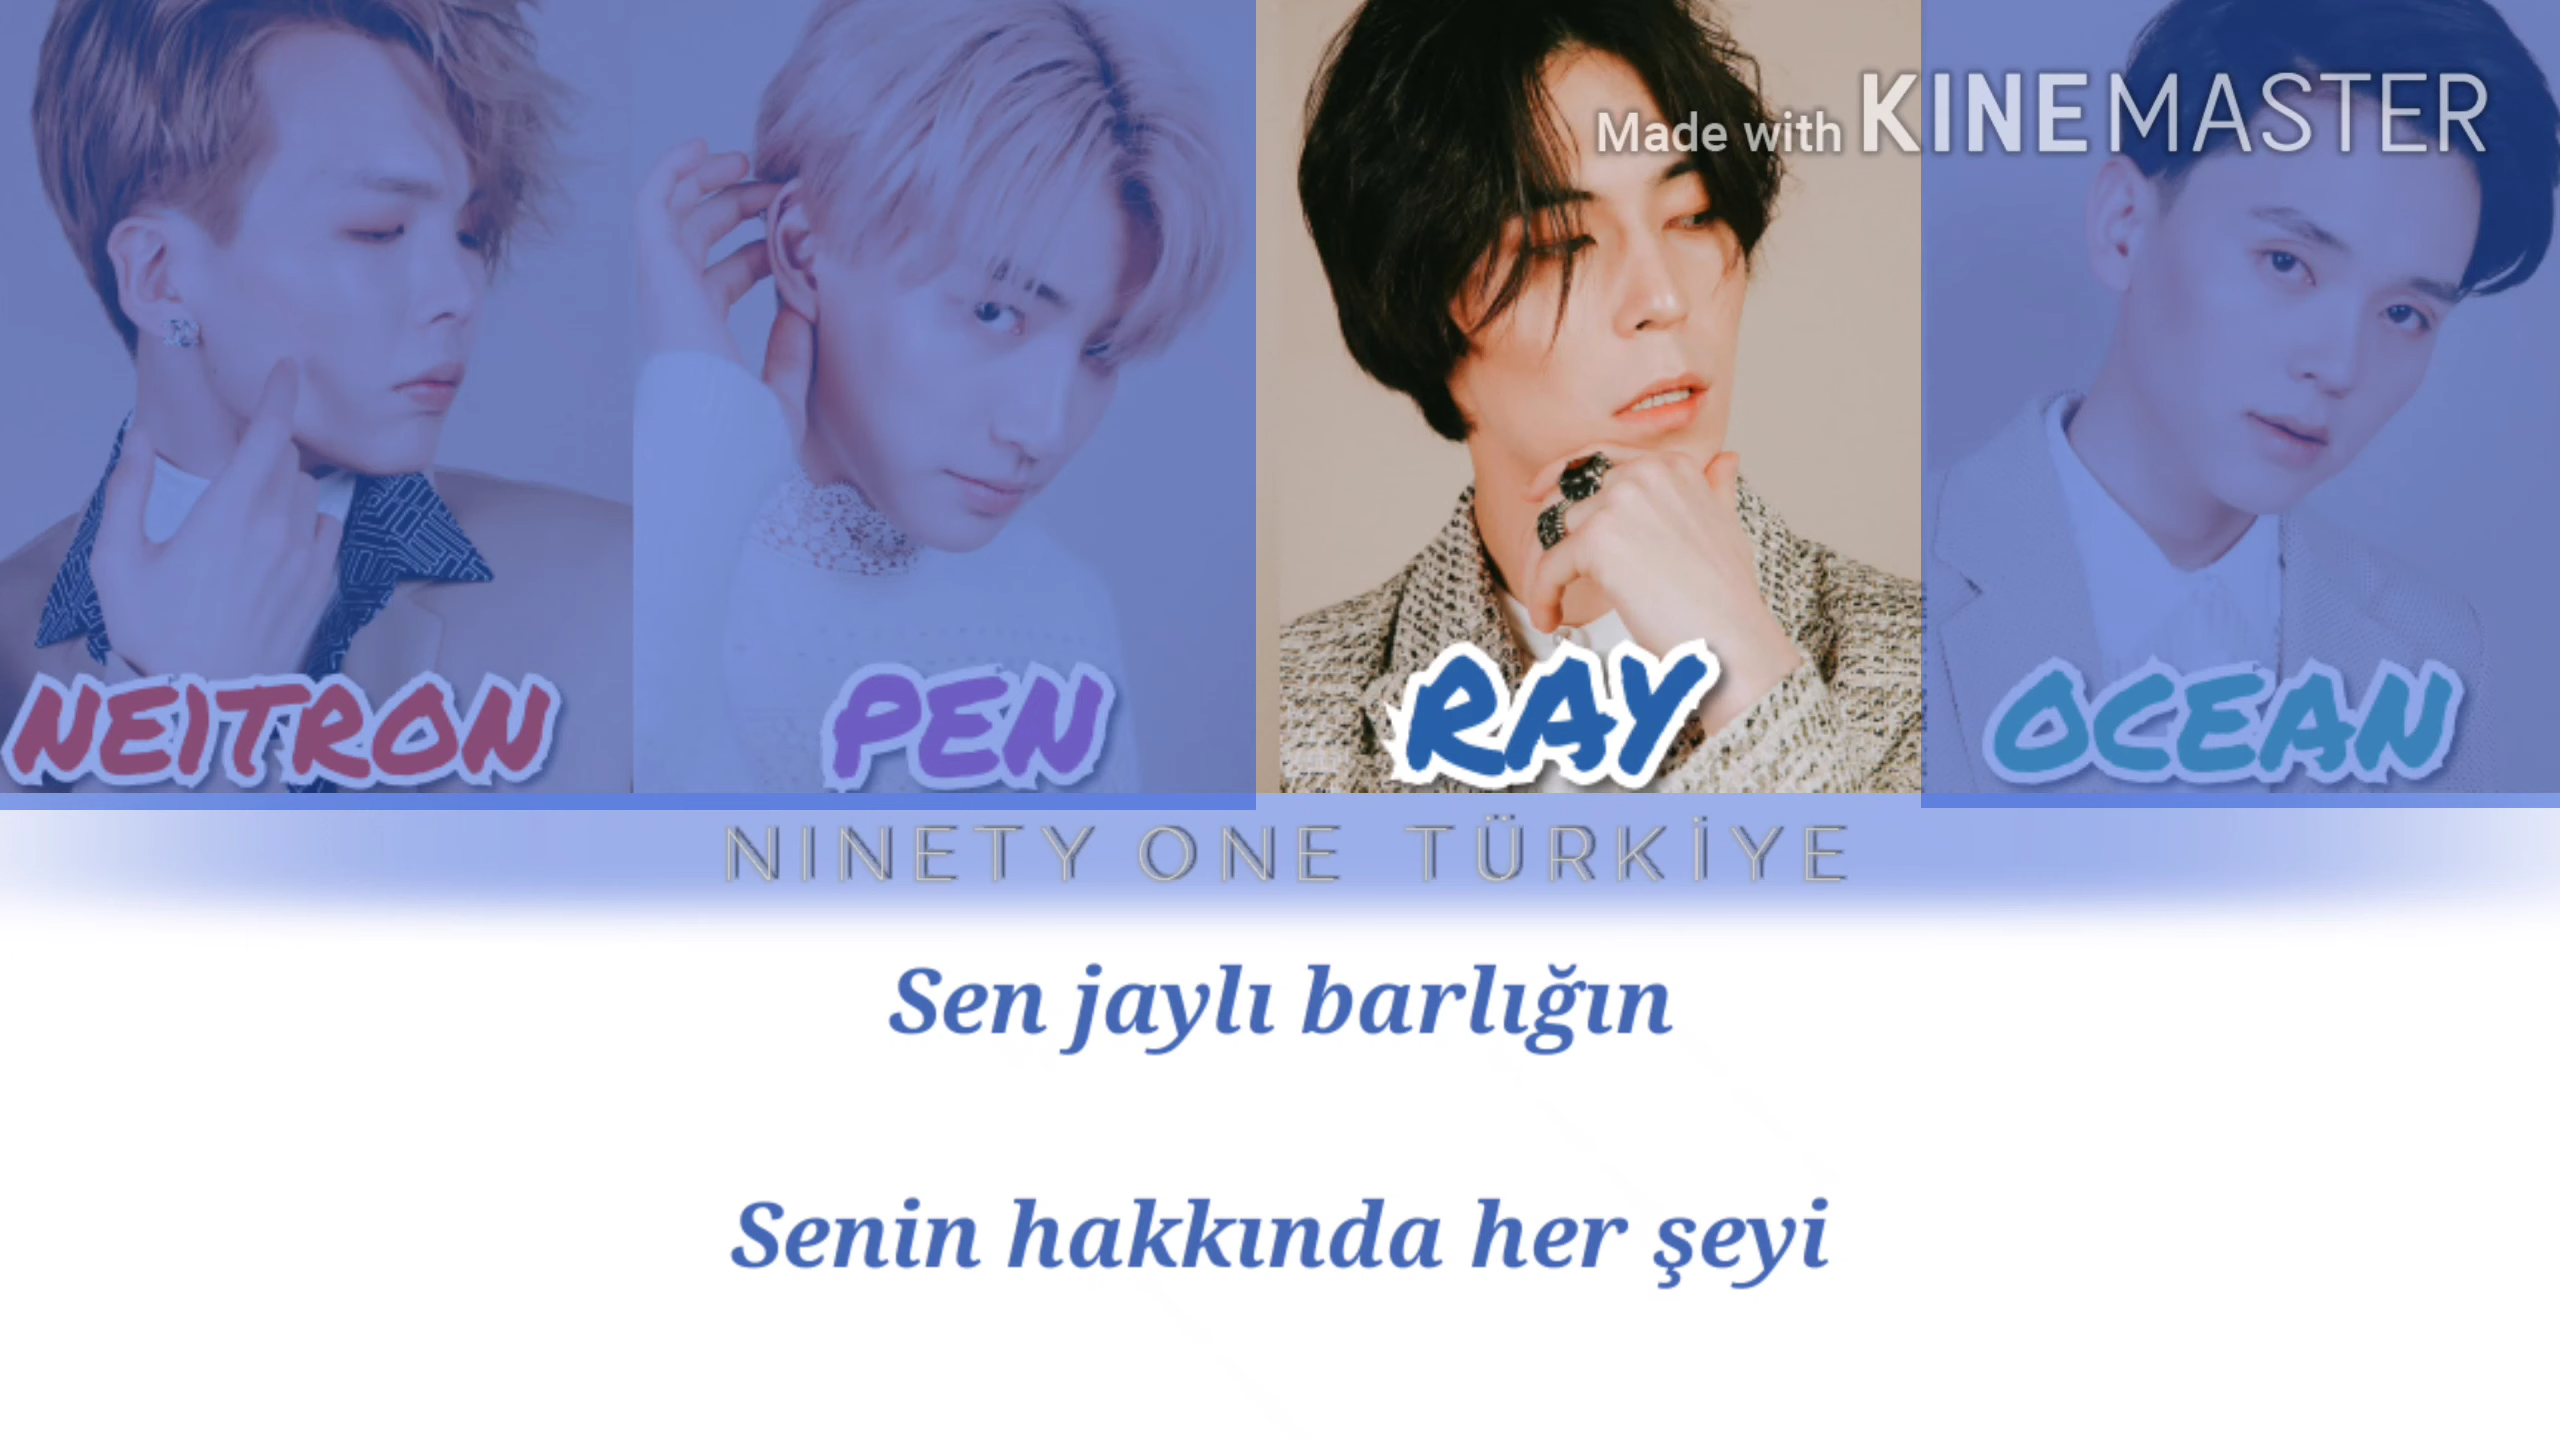 Made with KINEMASTER
NEITRON
PEN
RAY
OCEAN
NINETY ONE TÜRKİYE
Sen jaylı barlığın
Senin hakkında her şeyi